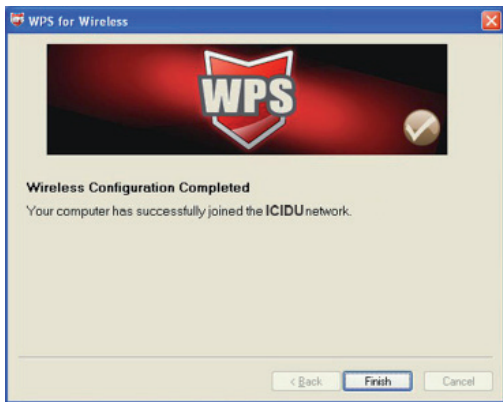 WPS for Wireless
WPS
Wireless Configuration Completed
Your computer has successfully joined the ICIDU network.
< Back Finish Cancel